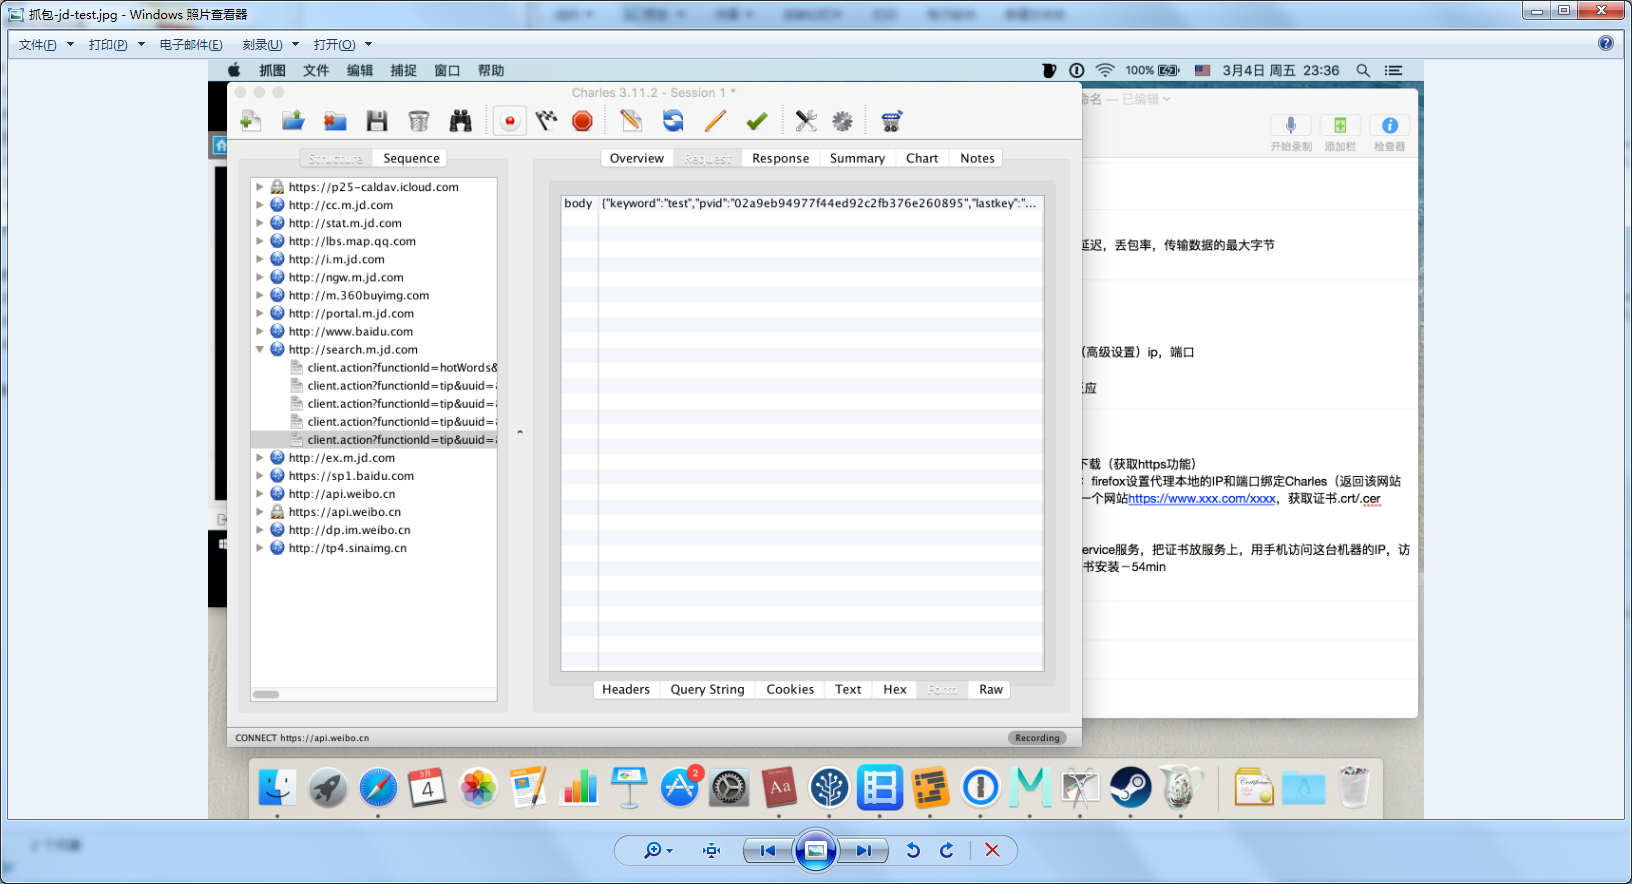 抓包-jd-test.jpg - Windows 照片查看器
文件(F) 打印(P) 电子邮件(E) 刻录(U) 打开(O)
抓图 文件 编辑 捕捉 窗口 帮助
100% 3月4日 周五 23:36
Charles 3.11.2 - Session 1 *
命名 — 已编辑
开始录制 添加栏 检查器
Structure Sequence
Overview Request Response Summary Chart Notes
https://p25-caldav.icloud.com
http://cc.m.jd.com
http://stat.m.jd.com
http://lbs.map.qq.com
http://i.m.jd.com
http://ngw.m.jd.com
http://m.360buyimg.com
http://portal.m.jd.com
http://www.baidu.com
http://search.m.jd.com
client.action?functionId=hotWords&
client.action?functionId=tip&uuid=
client.action?functionId=tip&uuid=
client.action?functionId=tip&uuid=
client.action?functionId=tip&uuid=
http://ex.m.jd.com
https://sp1.baidu.com
http://api.weibo.cn
https://api.weibo.cn
http://dp.im.weibo.cn
http://tp4.sinaimg.cn
body {"keyword":"test","pvid":"02a9eb94977f44ed92c2fb376e260895","lastkey":"...
延迟，丢包率，传输数据的最大字节
（高级设置）ip，端口
应
下载（获取https功能）
：firefox设置代理本地的IP和端口绑定Charles（返回该网站
一个网站https://www.xxx.com/xxxx，获取证书.crt/.cer
ervice服务，把证书放服务上，用手机访问这台机器的IP，访
书安装－54min
Headers Query String Cookies Text Hex Form Raw
CONNECT https://api.weibo.cn
Recording
3月
4
2
Aa